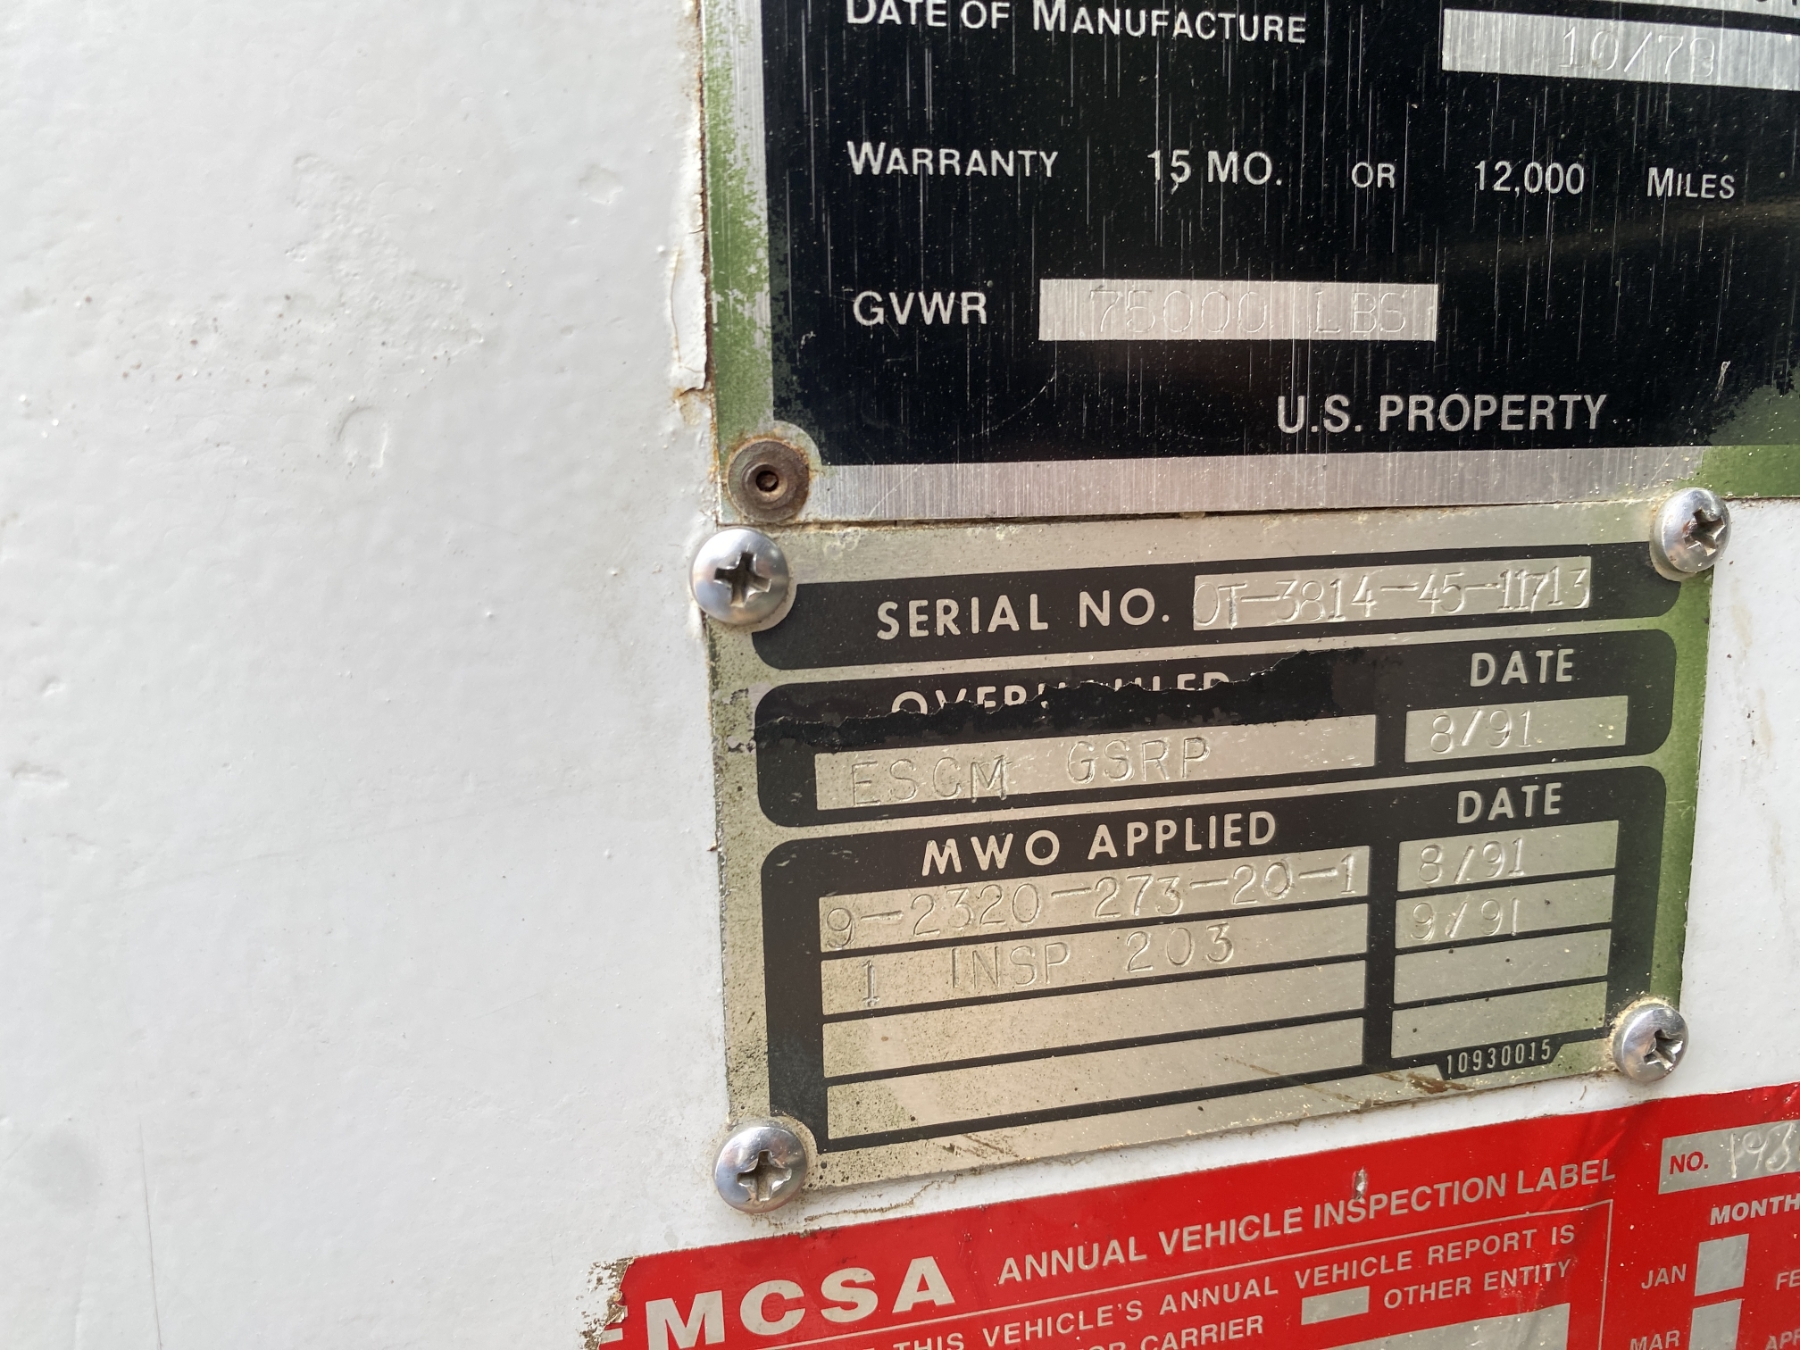 DATE OF MANUFACTURE 10/78
WARRANTY 15 MO. OR 12,000 MILES
GVWR 75000 LBS
U.S. PROPERTY
SERIAL NO. OT-3814-45-11713
DATE
ESCM GSRP 8/91
MWO APPLIED DATE
9-2320-273-20-1 8/91
1 INSP 203 9/91
10930015
FMCSA ANNUAL VEHICLE INSPECTION LABEL NO.
MONTH
THIS VEHICLE'S ANNUAL VEHICLE REPORT IS
JAN
CARRIER OTHER ENTITY
MAR